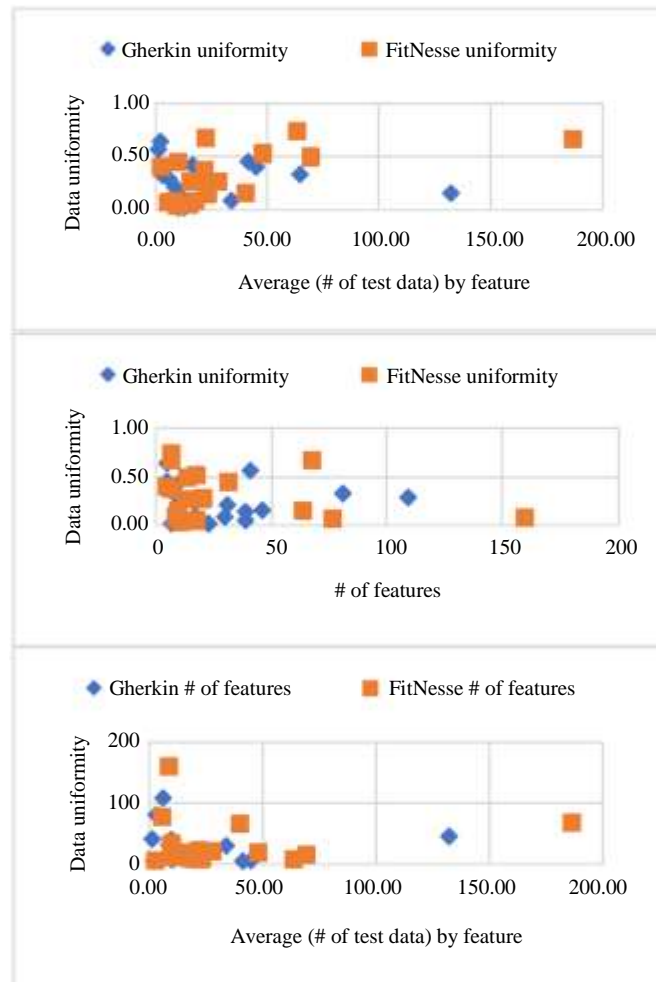 Gherkin uniformity FitNesse uniformity
Data uniformity
1.00
0.50
0.00
0.00 50.00 100.00 150.00 200.00
Average (# of test data) by feature
Gherkin uniformity FitNesse uniformity
Data uniformity
1.00
0.50
0.00
0 50 100 150 200
# of features
Gherkin # of features FitNesse # of features
Data uniformity
200
100
0
0.00 50.00 100.00 150.00 200.00
Average (# of test data) by feature